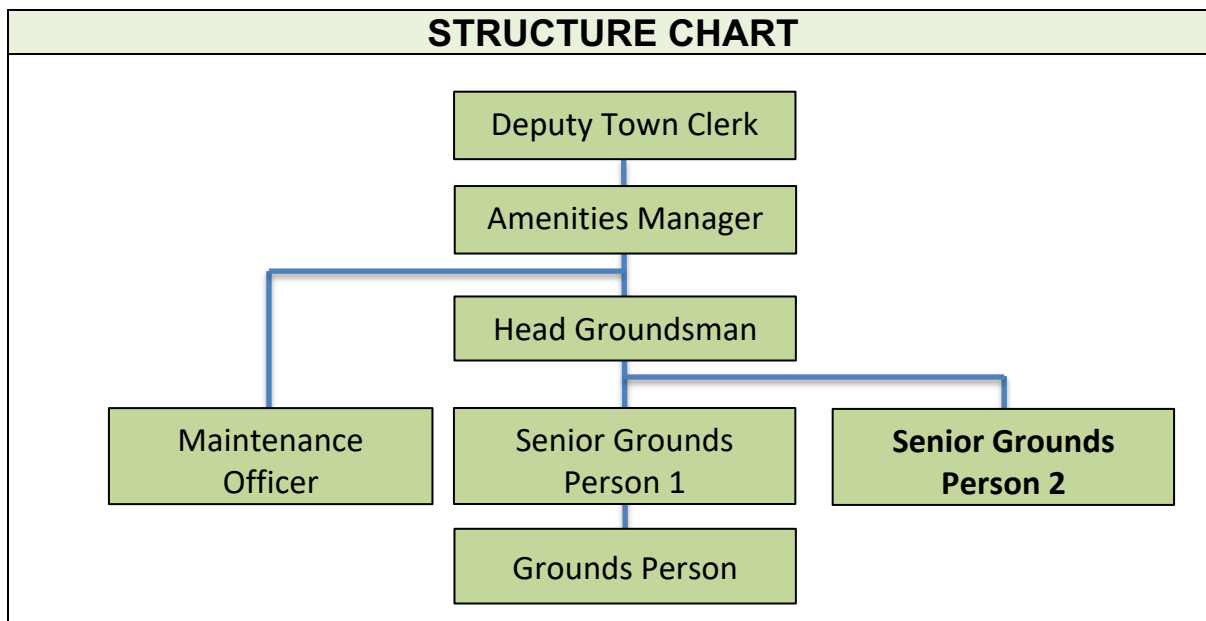 STRUCTURE CHART
Deputy Town Clerk
Amenities Manager
Head Groundsman
Maintenance
Officer
Senior Grounds
Person 1
Senior Grounds
Person 2
Grounds Person